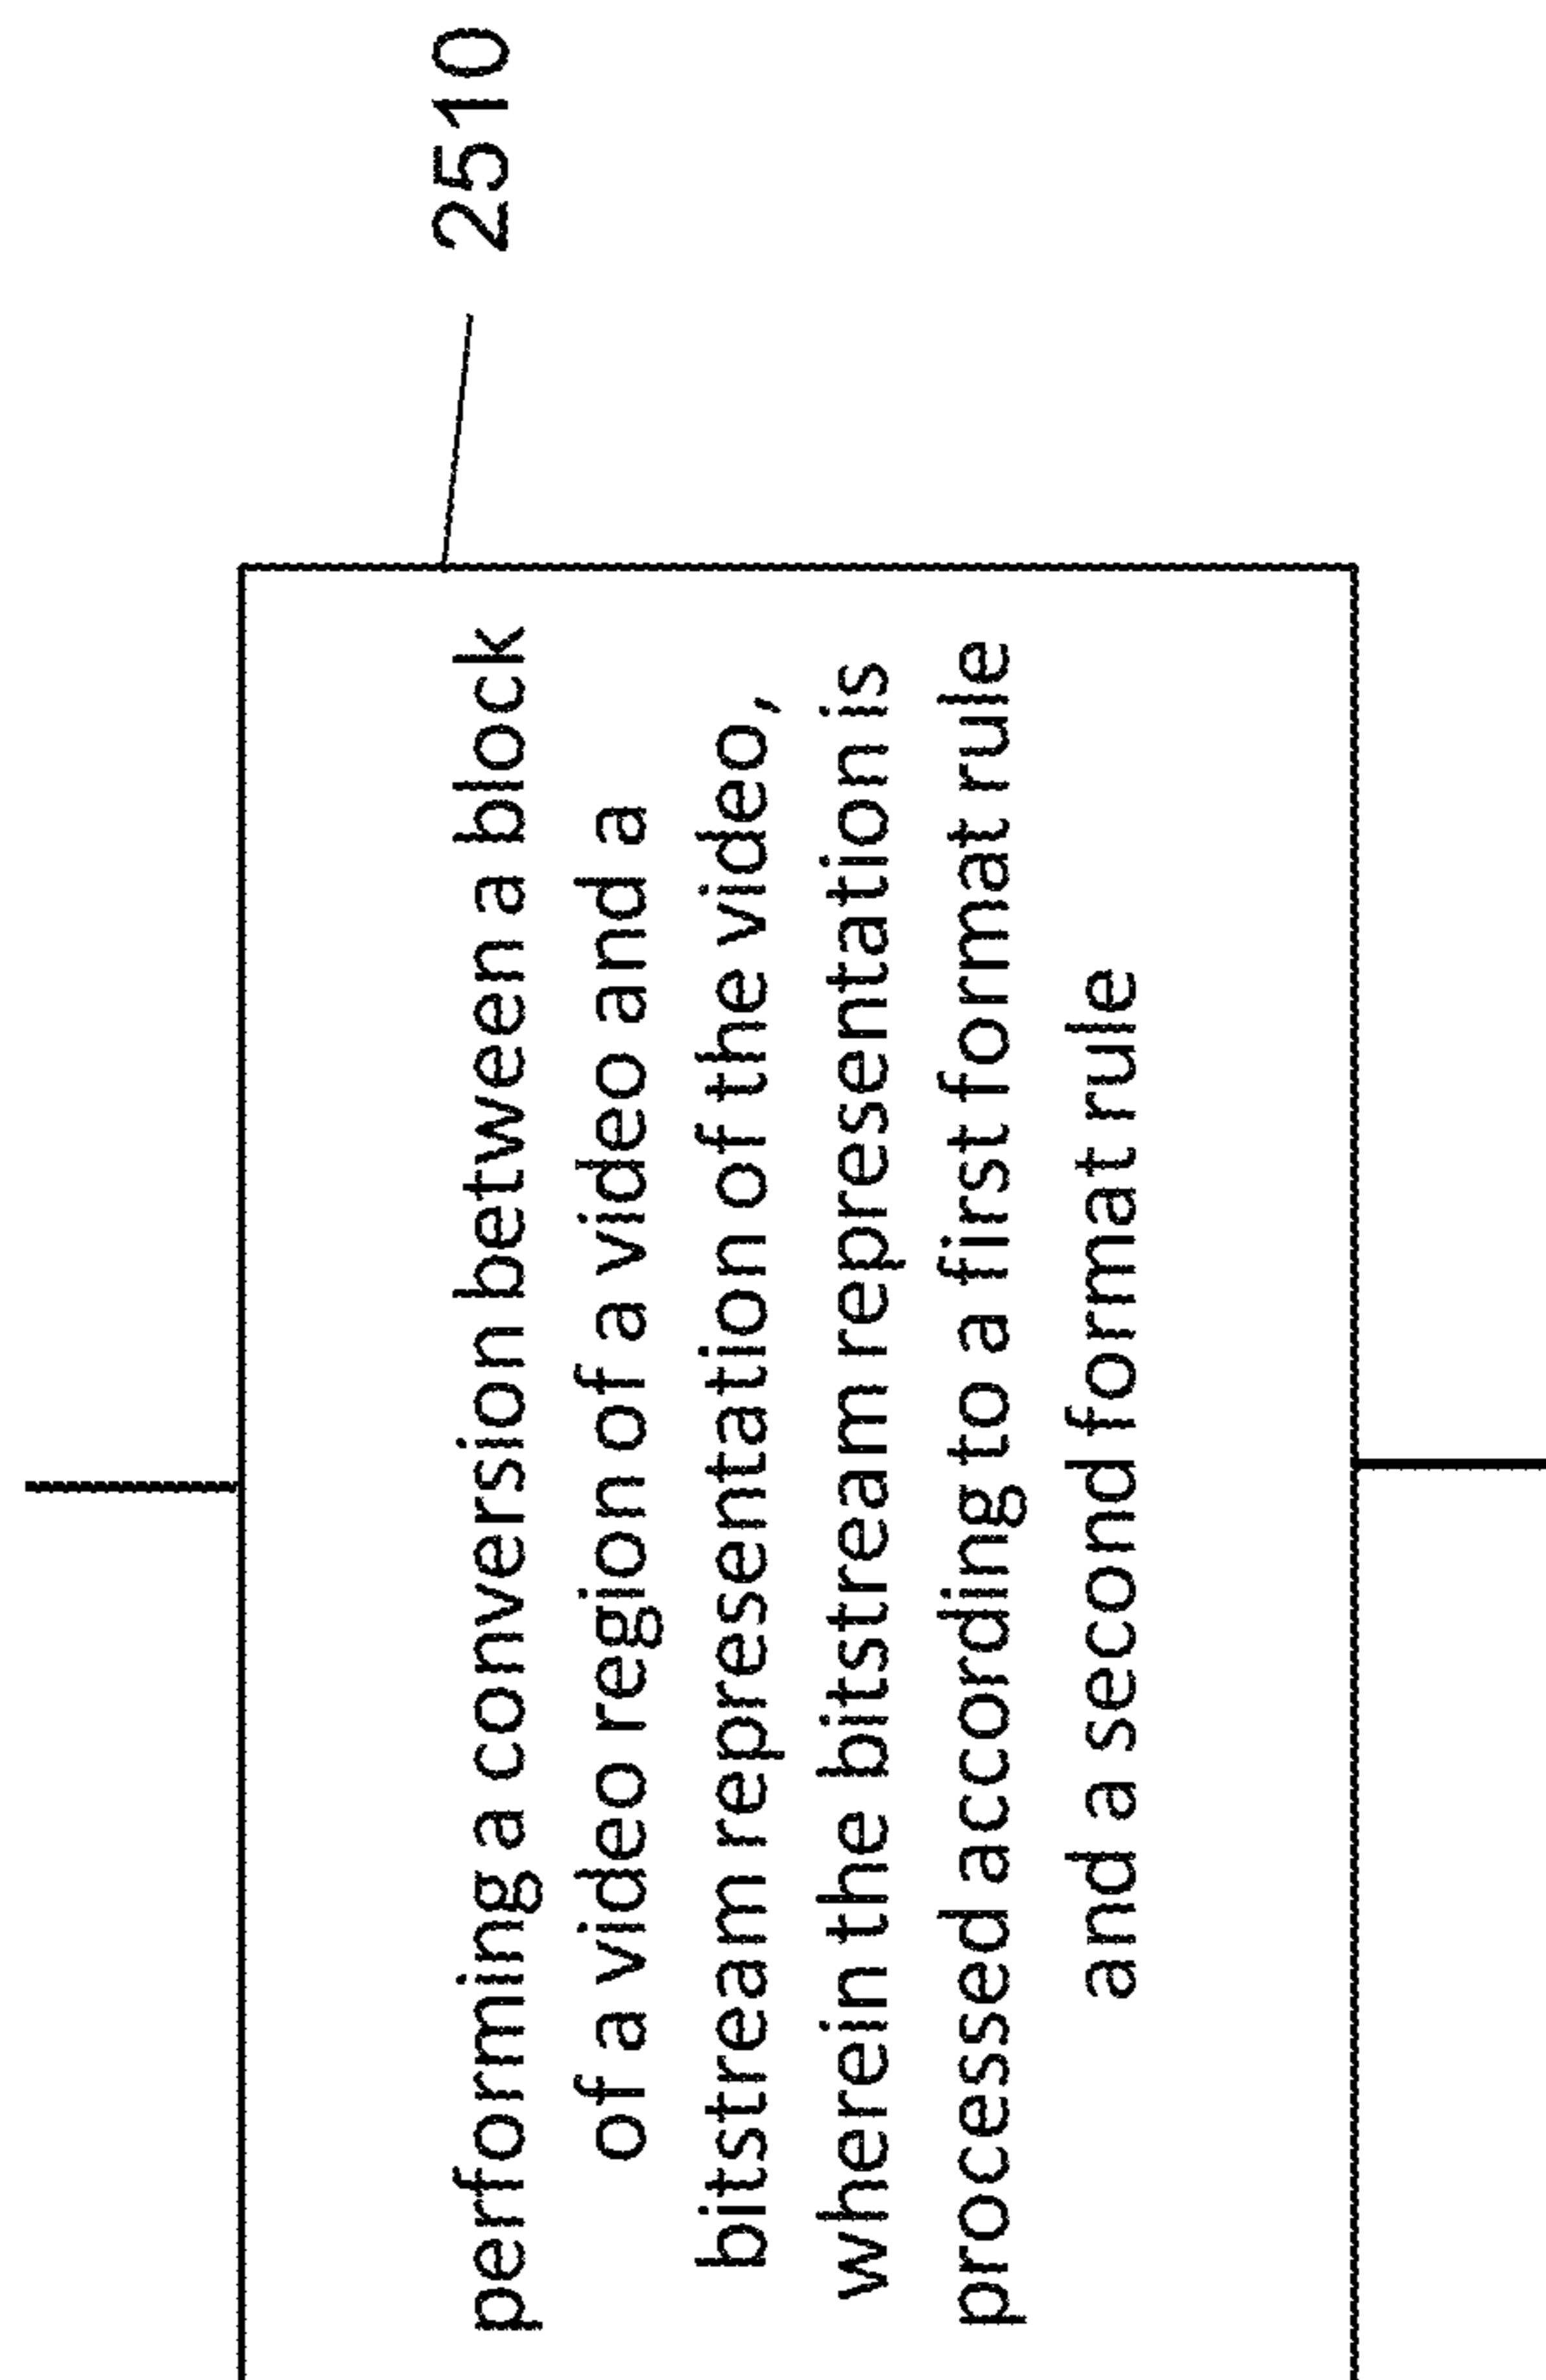 performing a conversion between a block
of a video region of a video and a
bitstream representation of the video,
wherein the bitstream representation is
processed according to a first format rule
and a second format rule
2510